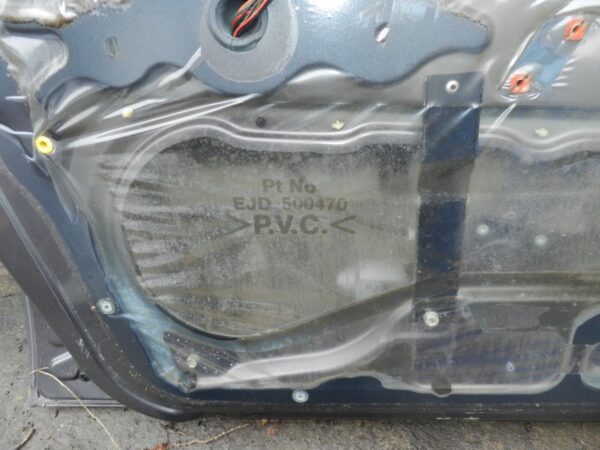 Pt No
EJD 500470
>P.V.C.<